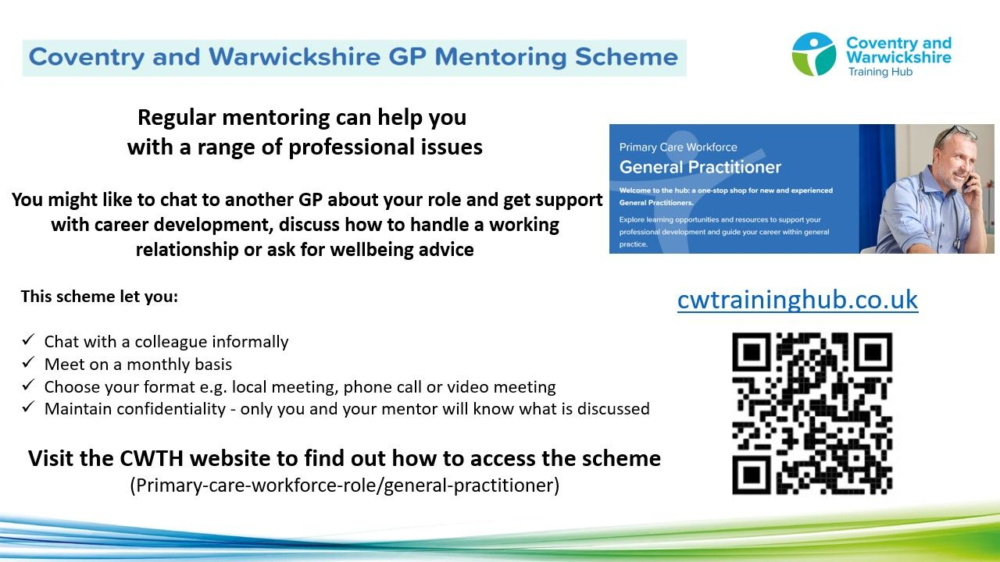 Coventry and Warwickshire GP Mentoring Scheme
Coventry and
Warwickshire
Training Hub
Regular mentoring can help you
with a range of professional issues
You might like to chat to another GP about your role and get support
with career development, discuss how to handle a working
relationship or ask for wellbeing advice
Primary Care Workforce
General Practitioner
Welcome to the hub: a one-stop shop for new and experienced
General Practitioners.
Explore learning opportunities and resources to support your
professional development and guide your career within general
practice.
This scheme let you:
✓ Chat with a colleague informally
✓ Meet on a monthly basis
✓ Choose your format e.g. local meeting, phone call or video meeting
✓ Maintain confidentiality - only you and your mentor will know what is discussed
cwtraininghub.co.uk
Visit the CWTH website to find out how to access the scheme
(Primary-care-workforce-role/general-practitioner)